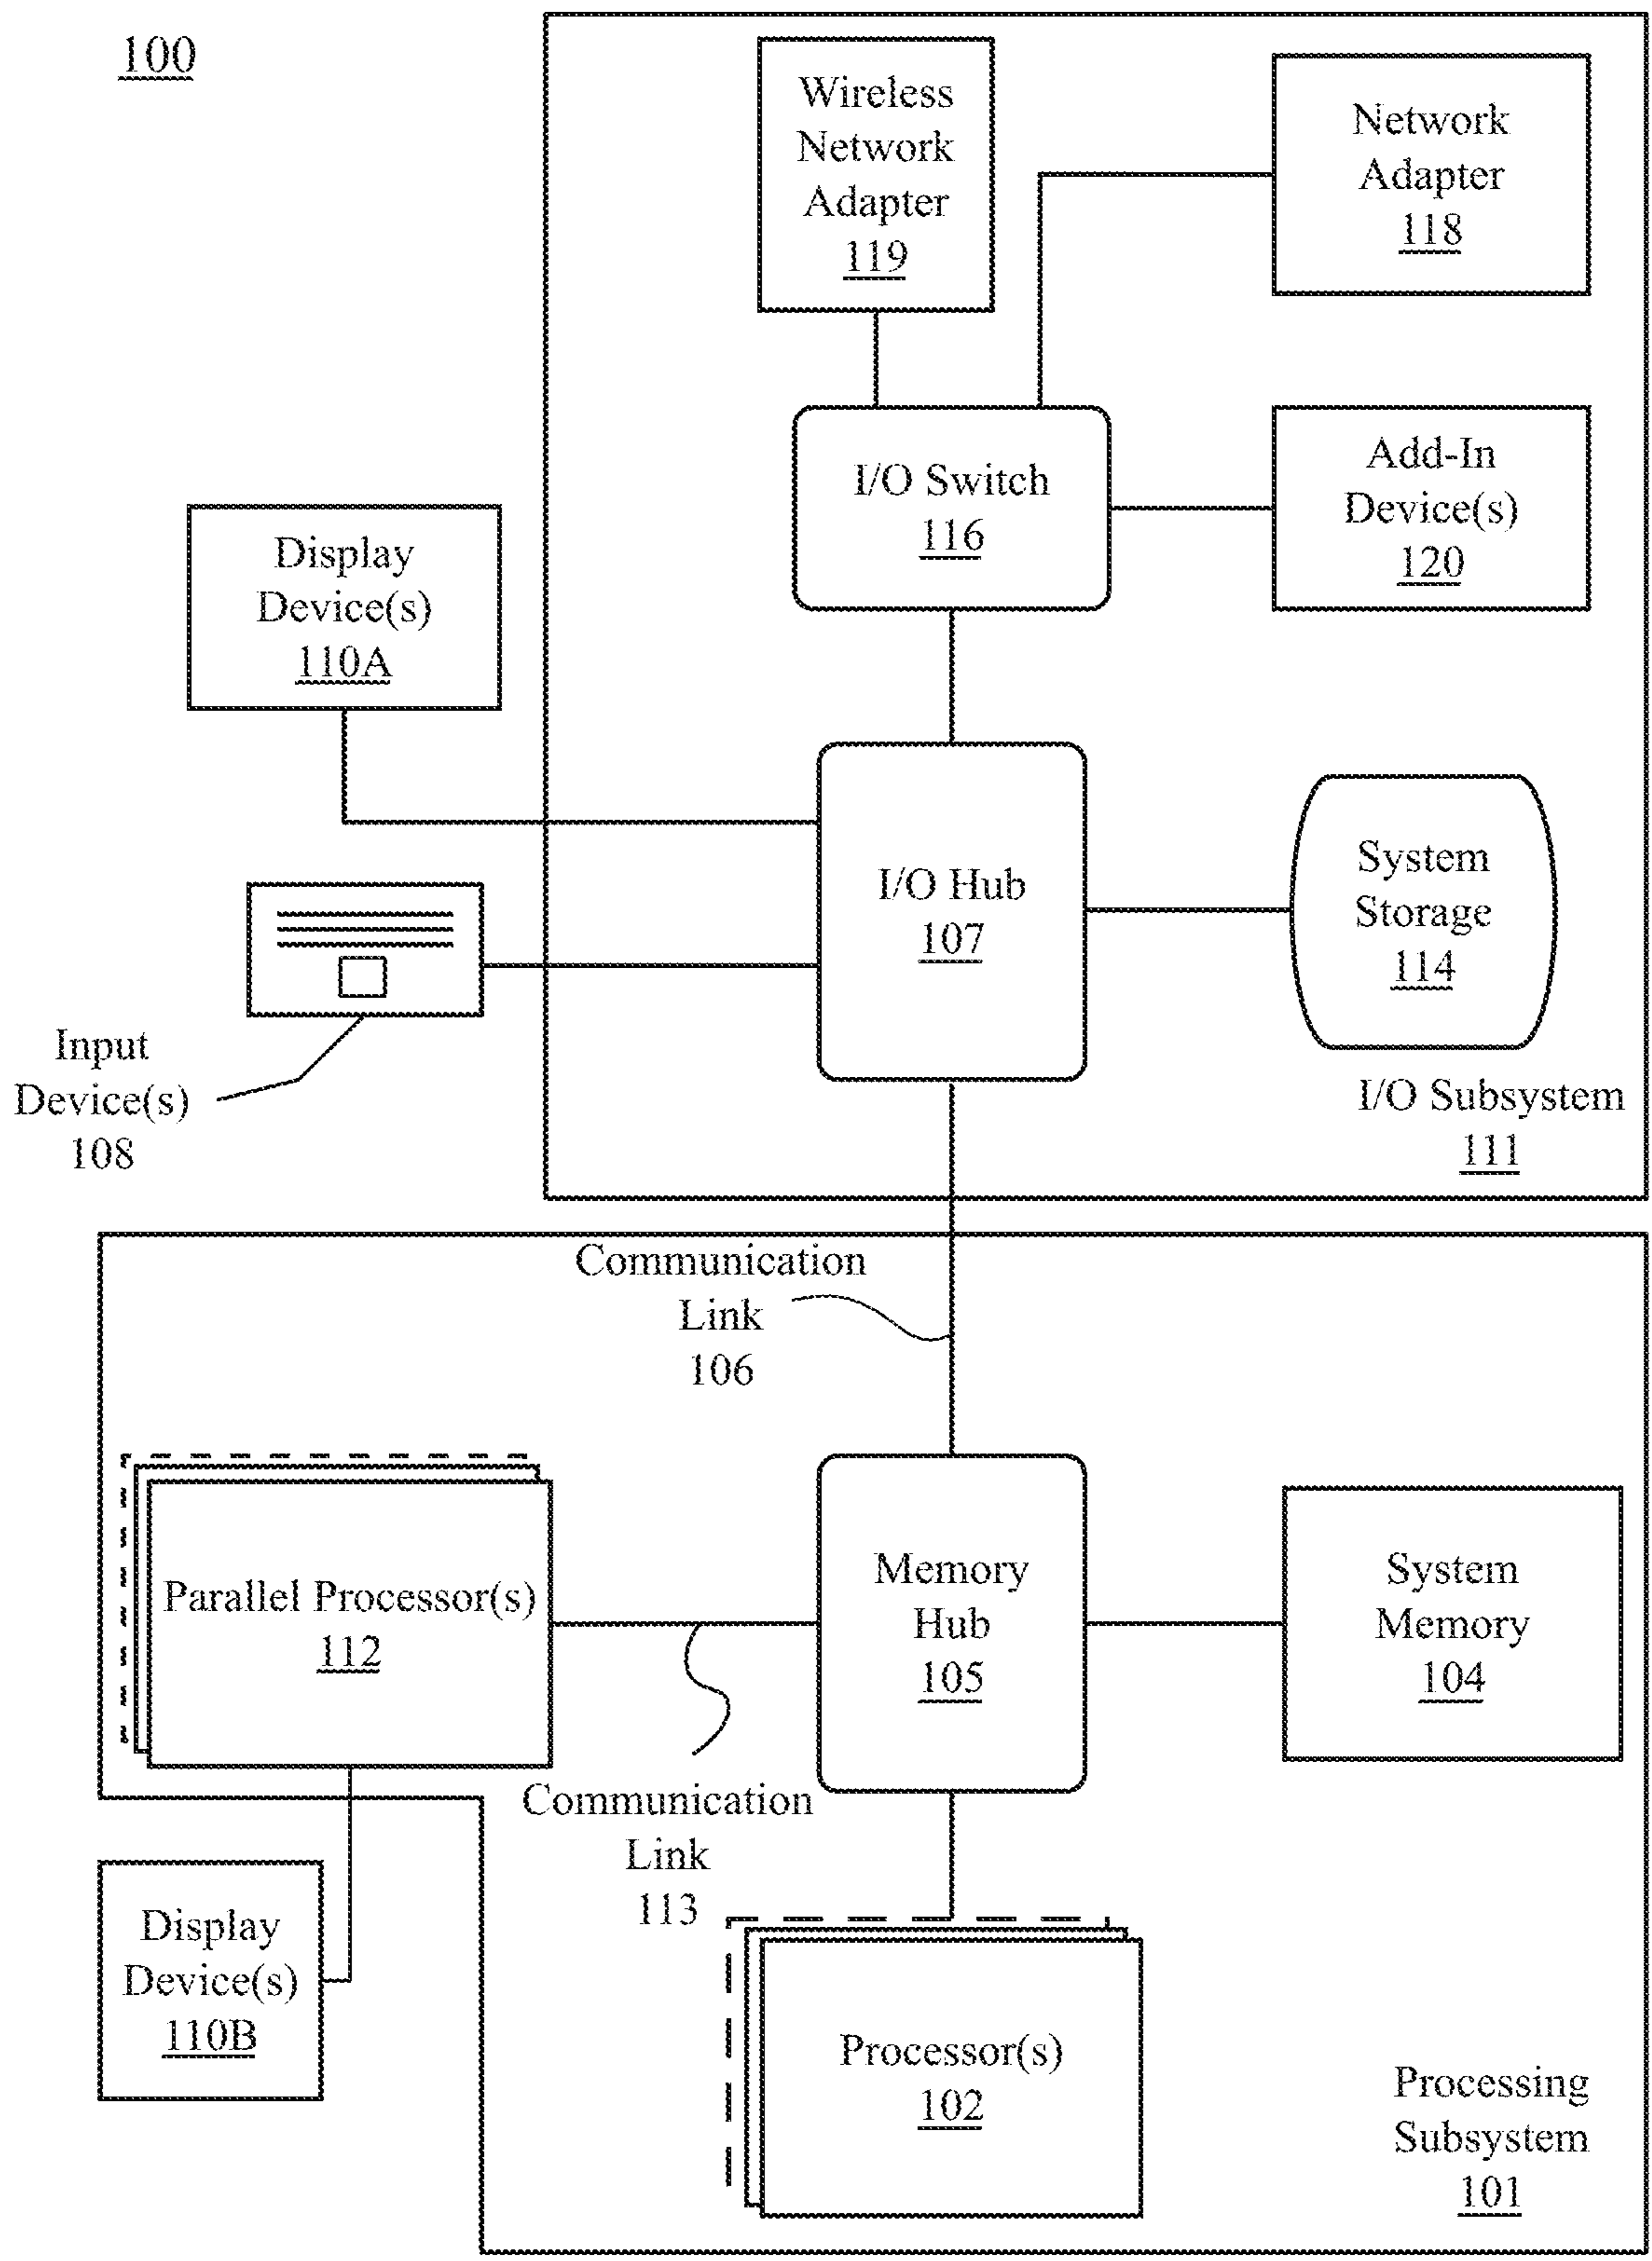 100
Wireless
Network
Adapter
119
Network
Adapter
118
I/O Switch
116
Add-In
Device(s)
120
Display
Device(s)
110A
I/O Hub
107
System
Storage
114
Input
Device(s)
108
I/O Subsystem
111
Communication
Link
106
Parallel Processor(s)
112
Memory
Hub
105
System
Memory
104
Communication
Link
113
Display
Device(s)
110B
Processor(s)
102
Processing
Subsystem
101